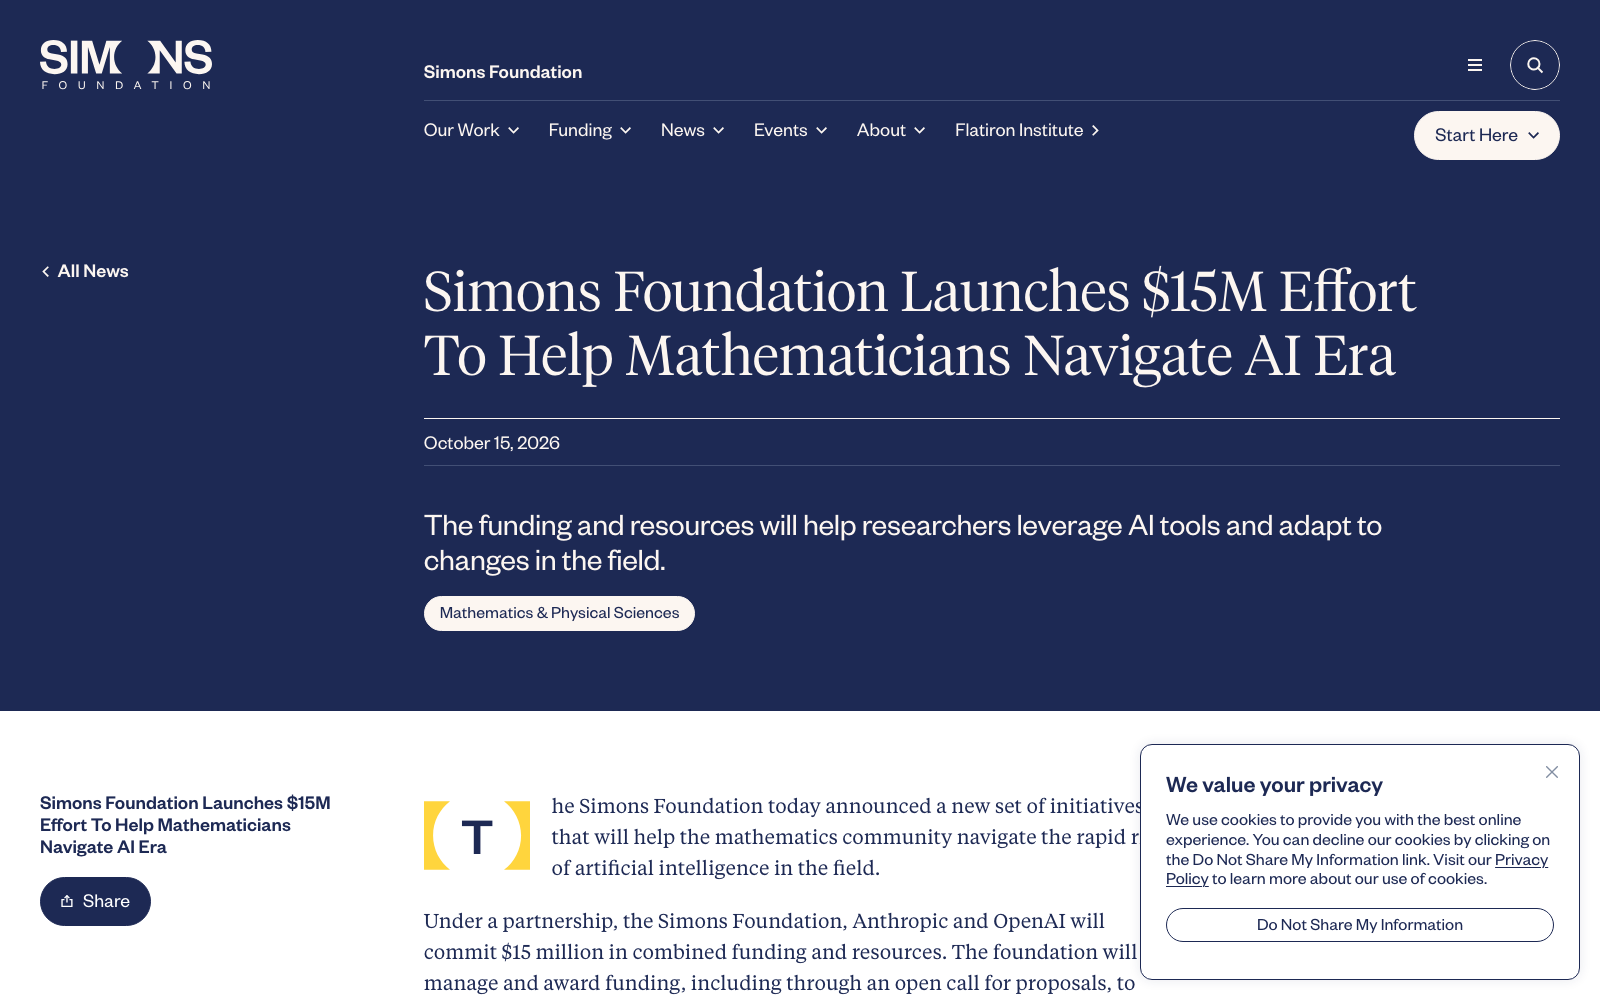 SIMONS
FOUNDATION
Simons Foundation
Our Work
Funding
News
Events
About
Flatiron Institute
Start Here
All News
Simons Foundation Launches $15M Effort
To Help Mathematicians Navigate AI Era
October 15, 2026
The funding and resources will help researchers leverage AI tools and adapt to
changes in the field.
Mathematics & Physical Sciences
Simons Foundation Launches $15M
Effort To Help Mathematicians
Navigate AI Era
Share
The Simons Foundation today announced a new set of initiatives
that will help the mathematics community navigate the rapid
of artificial intelligence in the field.
Under a partnership, the Simons Foundation, Anthropic and OpenAI will
commit $15 million in combined funding and resources. The foundation will
manage and award funding, including through an open call for proposals, to
We value your privacy
We use cookies to provide you with the best online
experience. You can decline our cookies by clicking on
the Do Not Share My Information link. Visit our Privacy
Policy to learn more about our use of cookies.
Do Not Share My Information